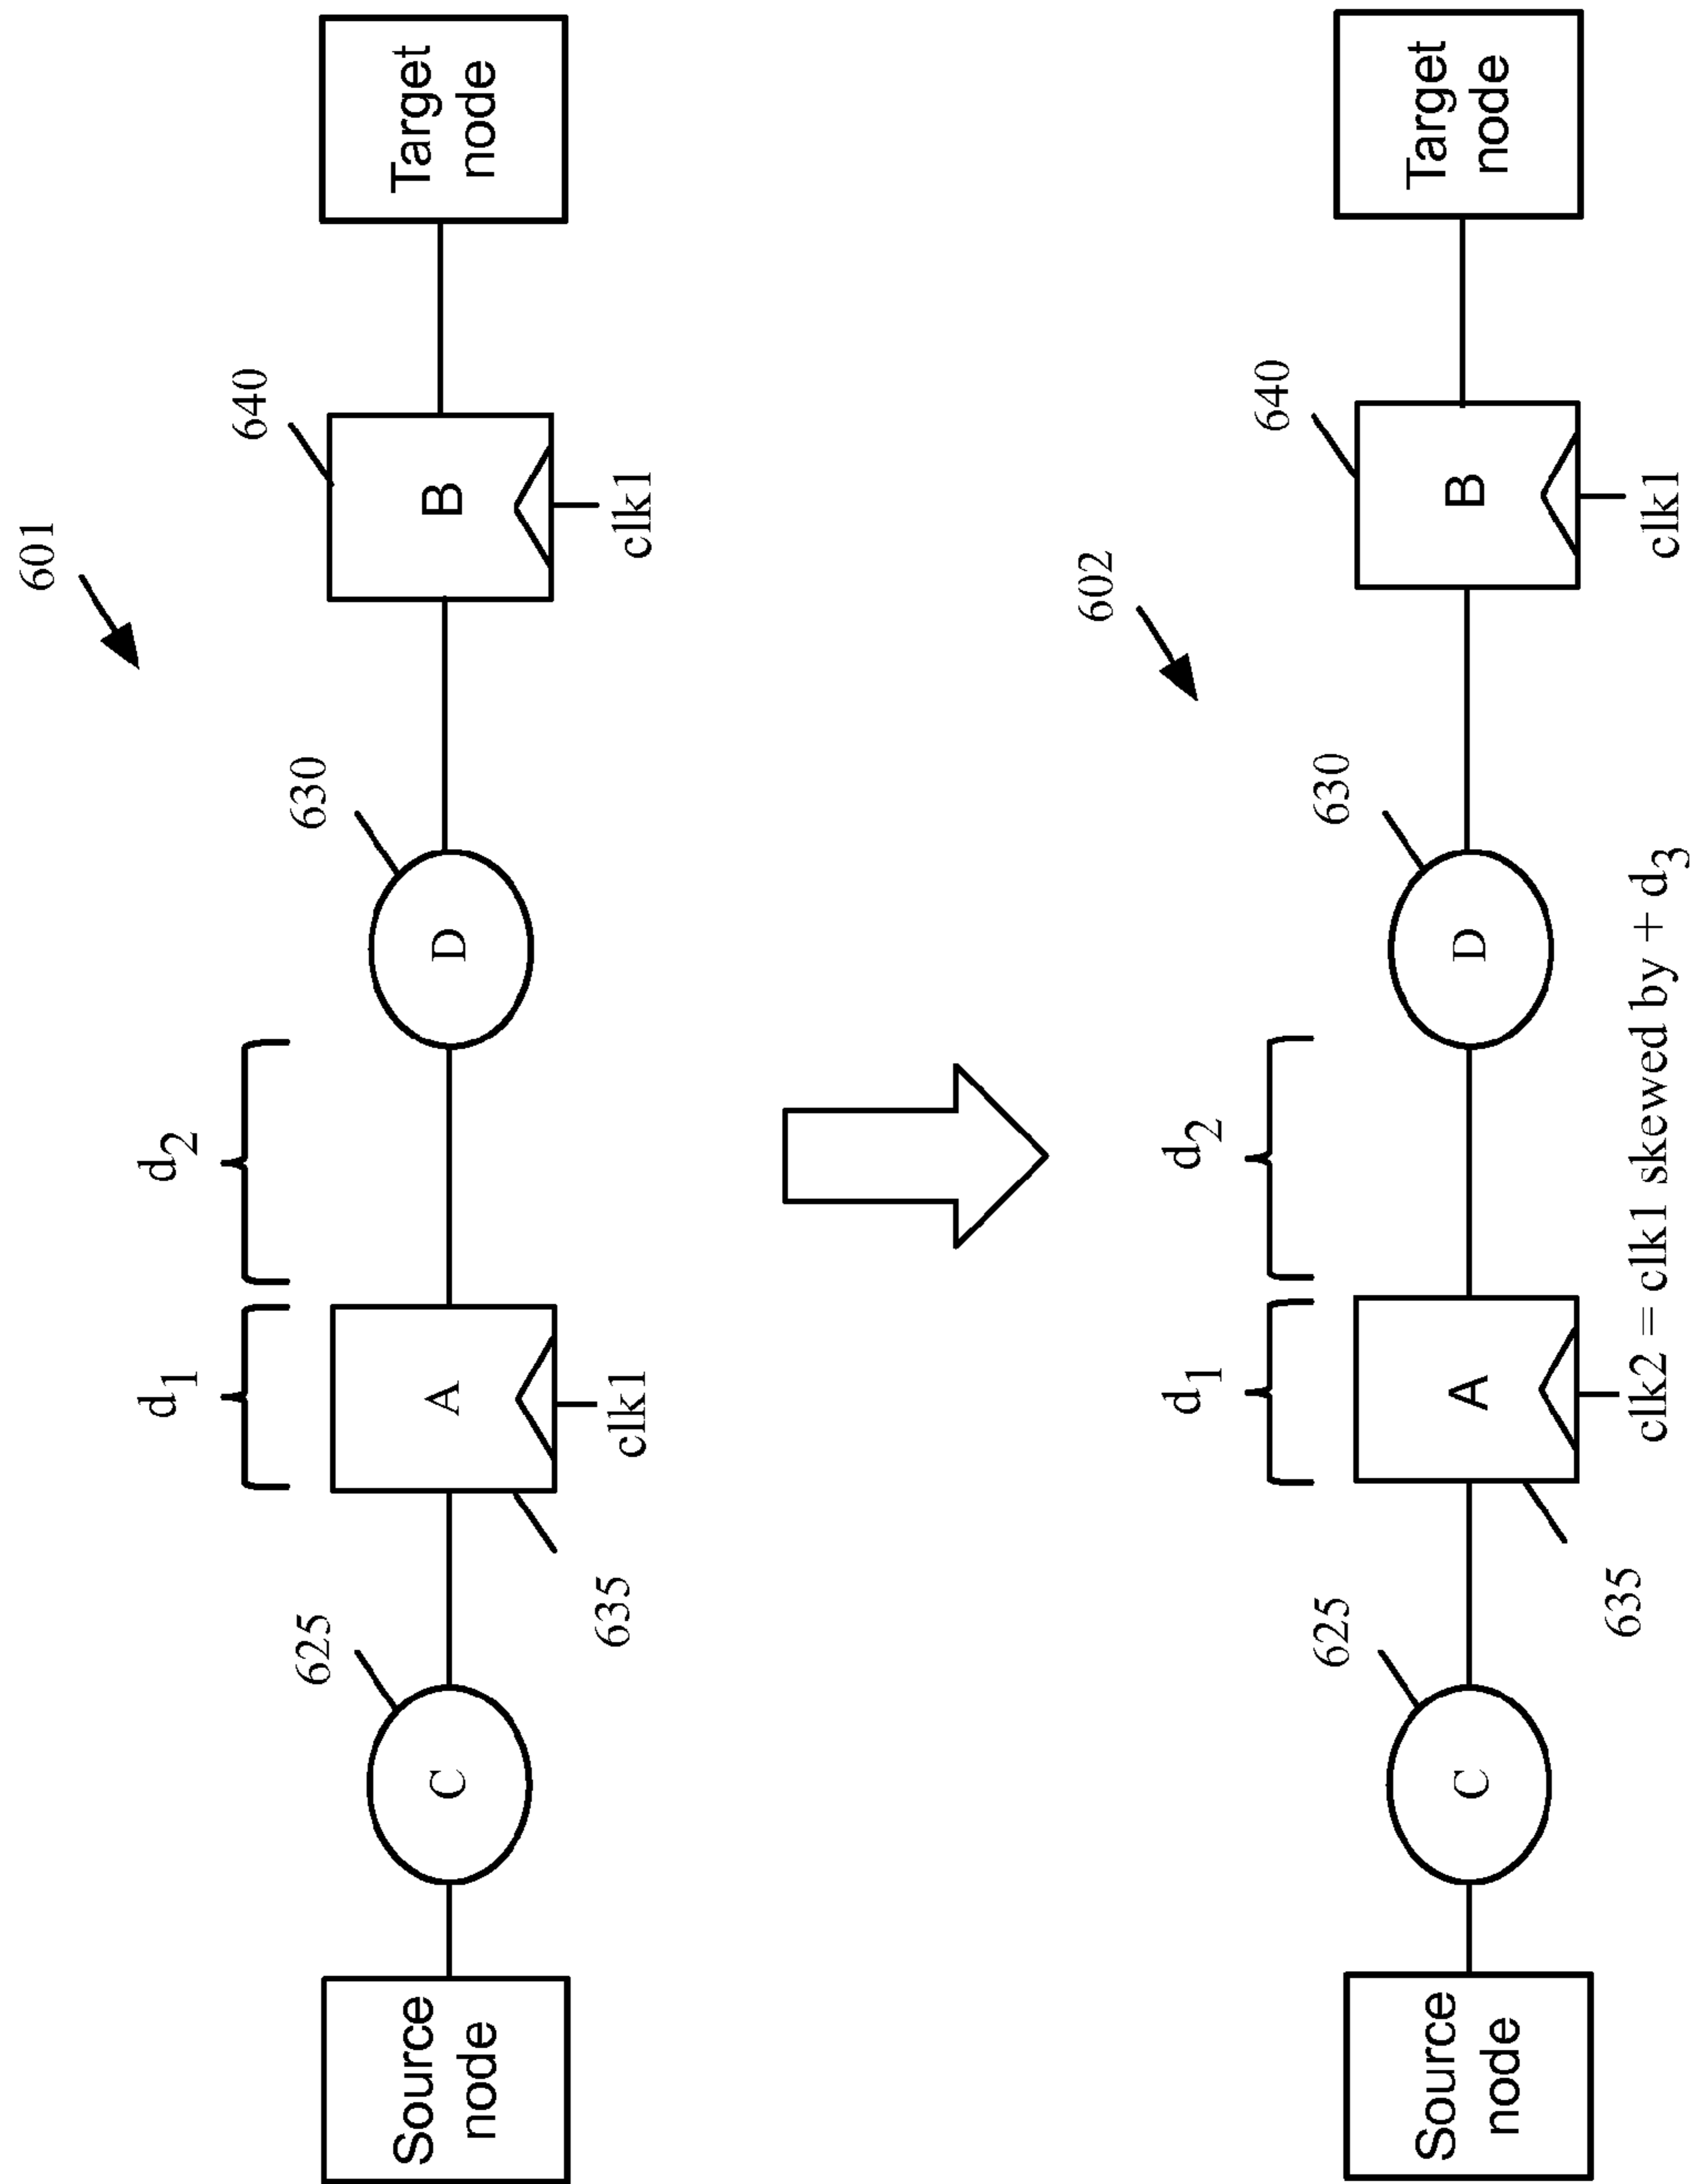 601
d1
d2
625
630
640
Source
node
C
A
D
B
Target
node
635
clk1
clk1
602
d1
d2
625
630
640
Source
node
C
A
D
B
Target
node
635
clk2 = clk1 skewed by + d3
clk1